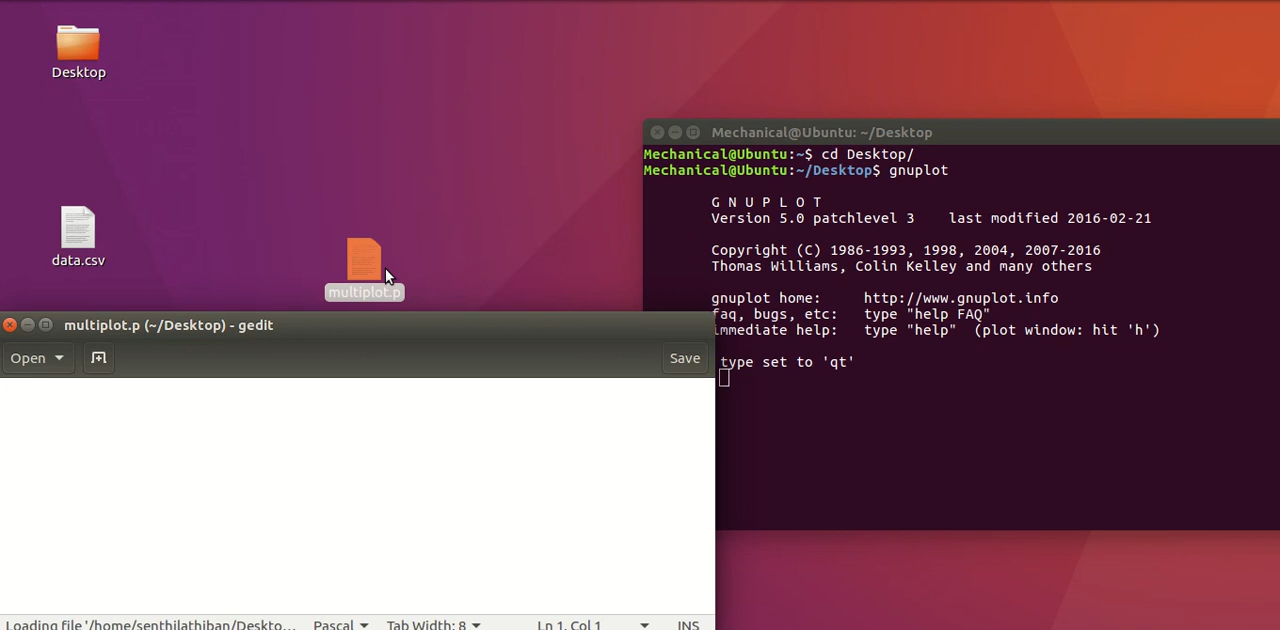 Desktop
data.csv
multiplot.p
Mechanical@Ubuntu: ~/Desktop
Mechanical@Ubuntu:~$ cd Desktop/
Mechanical@Ubuntu:~/Desktop$ gnuplot
G N U P L O T
Version 5.0 patchlevel 3    last modified 2016-02-21
Copyright (C) 1986-1993, 1998, 2004, 2007-2016
Thomas Williams, Colin Kelley and many others
gnuplot home:     http://www.gnuplot.info
faq, bugs, etc:   type "help FAQ"
immediate help:   type "help"  (plot window: hit 'h')
type set to 'qt'
multiplot.p (~/Desktop) - gedit
Open
Save
Loading file '/home/senthilathiban/Deskto…
Pascal
Tab Width: 8
Ln 1, Col 1
INS